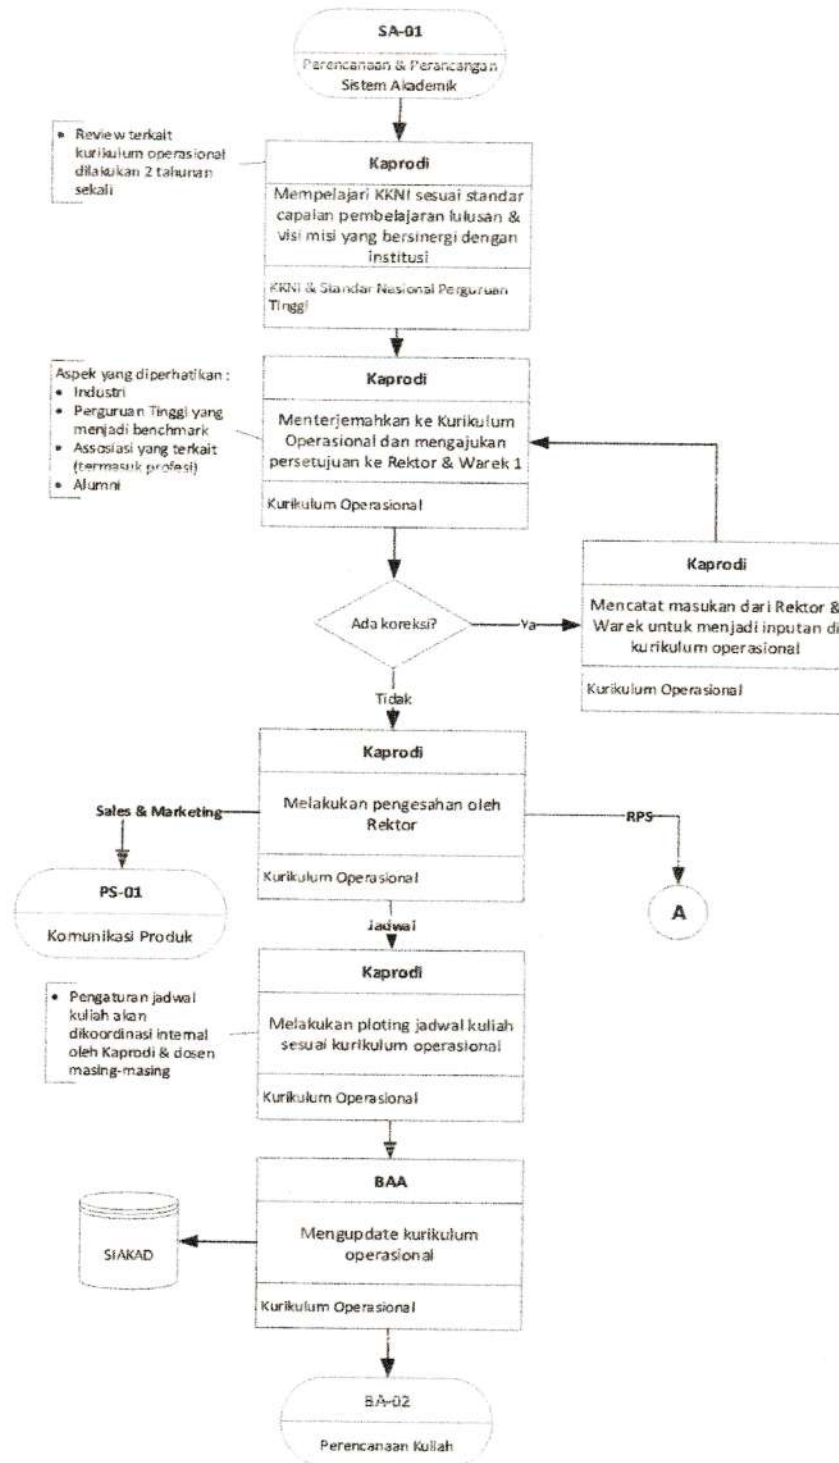 SA-01
Perencanaan & Perancangan
Sistem Akademik
• Review terkait
kurikulum operasional
dilakukan 2 tahunan
sekali
Kaprodi
Mempelajari KKNI sesuai standar
capaian pembelajaran lulusan &
visi misi yang bersinergi dengan
institusi
KKNI & Standar Nasional Perguruan
Tinggi
Aspek yang diperhatikan :
• Industri
• Perguruan Tinggi yang
menjadi benchmark
• Assosiasi yang terkait
(termasuk profesi)
• Alumni
Kaprodi
Menterjemahkan ke Kurikulum
Operasional dan mengajukan
persetujuan ke Rektor & Warek 1
Kurikulum Operasional
Ada koreksi?
Ya
Kaprodi
Mencatat masukan dari Rektor &
Warek untuk menjadi inputan di
kurikulum operasional
Kurikulum Operasional
Tidak
Kaprodi
Melakukan pengesahan oleh
Rektor
Kurikulum Operasional
Sales & Marketing
RPS
PS-01
Komunikasi Produk
A
Jadwal
• Pengaturan jadwal
kuliah akan
dikoordinasi internal
oleh Kaprodi & dosen
masing-masing
Kaprodi
Melakukan ploting jadwal kuliah
sesuai kurikulum operasional
Kurikulum Operasional
BAA
Mengupdate kurikulum
operasional
Kurikulum Operasional
SIAKAD
BA-02
Perencanaan Kuliah